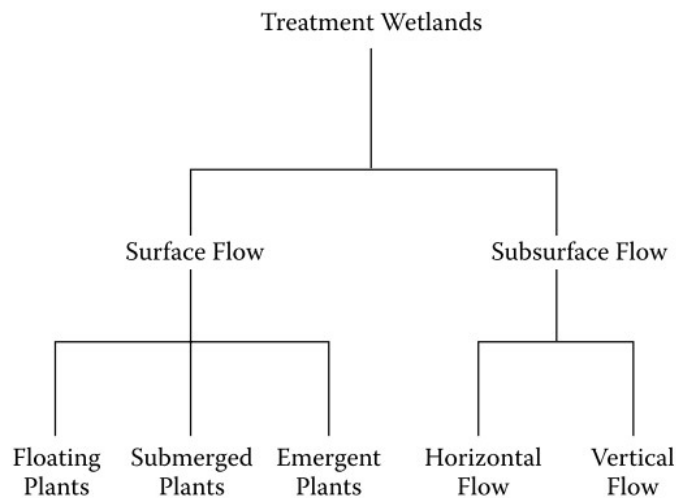 Treatment Wetlands
Surface Flow
Subsurface Flow
Floating
Plants
Submerged
Plants
Emergent
Plants
Horizontal
Flow
Vertical
Flow